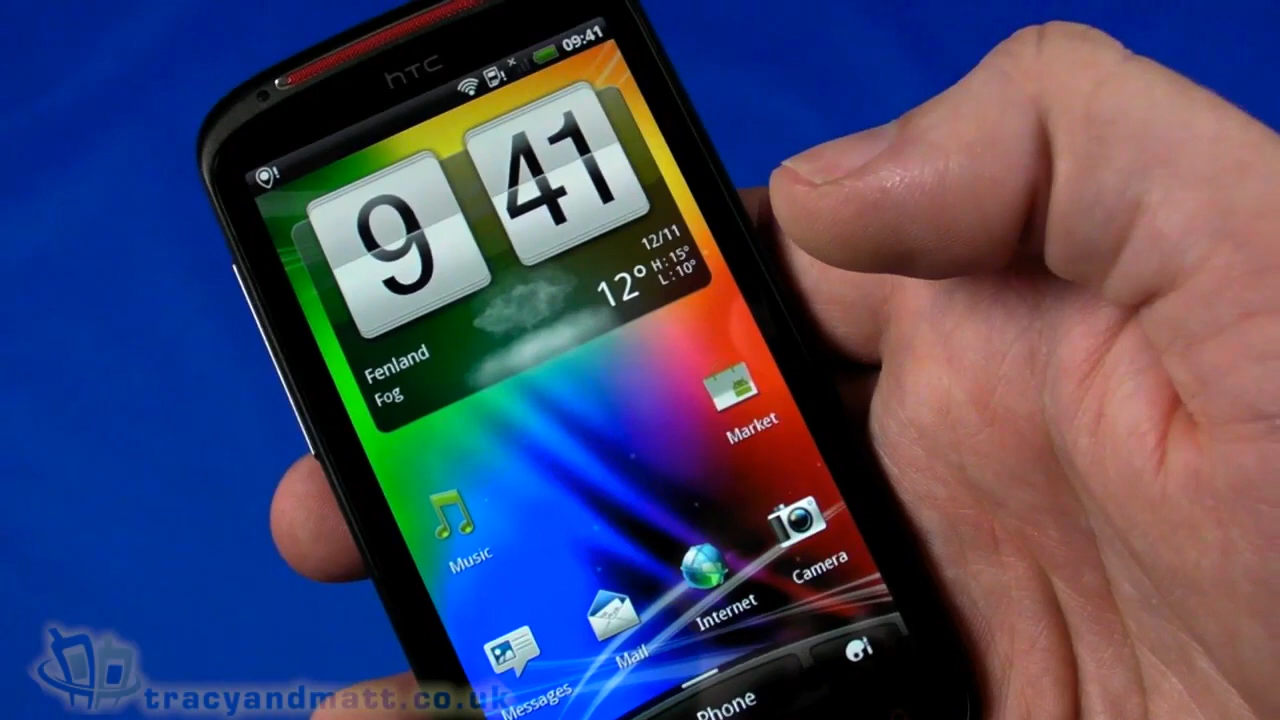 hTC
09:41
9 41
12/11
12° H: 15°
L: 10°
Fenland
Fog
Market
Music
Camera
Internet
Mail
Messages
Phone
tracyandmatt.co.uk